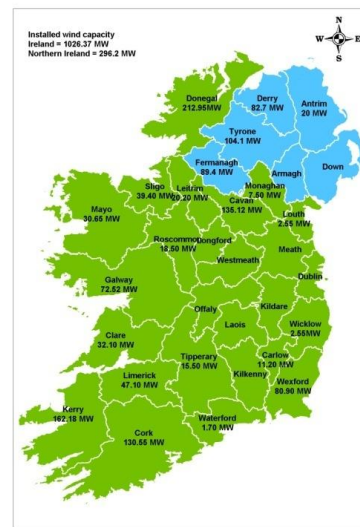 Installed wind capacity
Ireland = 1026.37 MW
Northern Ireland = 296.2 MW
N
W
E
S
Donegal
212.95MW
Derry
82.7 MW
Antrim
20 MW
Tyrone
104.1 MW
Fermanagh
89.4 MW
Armagh
Down
Monaghan
7.50 MW
Sligo
39.40 MW
Leitrim
20.20 MW
Cavan
135.12 MW
Louth
2.55 MW
Mayo
30.65 MW
Roscommon
18.50 MW
Longford
Meath
Westmeath
Dublin
Galway
72.52 MW
Offaly
Kildare
Laois
Wicklow
2.55MW
Clare
32.10 MW
Carlow
11.20 MW
Tipperary
15.50 MW
Kilkenny
Limerick
47.10 MW
Wexford
80.90 MW
Kerry
162.18 MW
Waterford
1.70 MW
Cork
130.55 MW